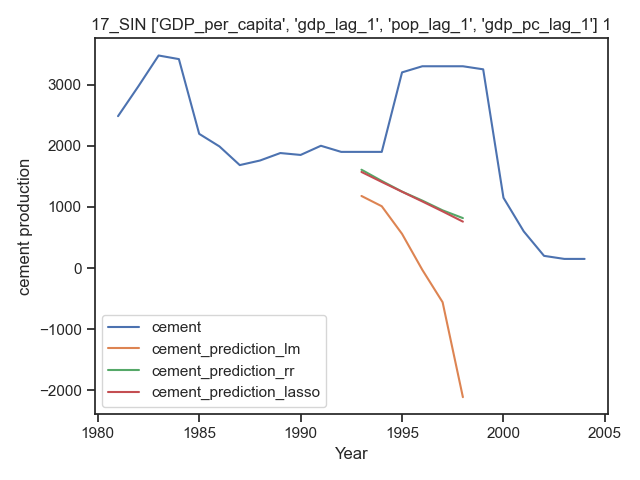 17_SIN ['GDP_per_capita', 'gdp_lag_1', 'pop_lag_1', 'gdp_pc_lag_1'] 1
cement production
3000
2000
1000
0
−1000
−2000
cement
cement_prediction_lm
cement_prediction_rr
cement_prediction_lasso
1980
1985
1990
1995
2000
2005
Year